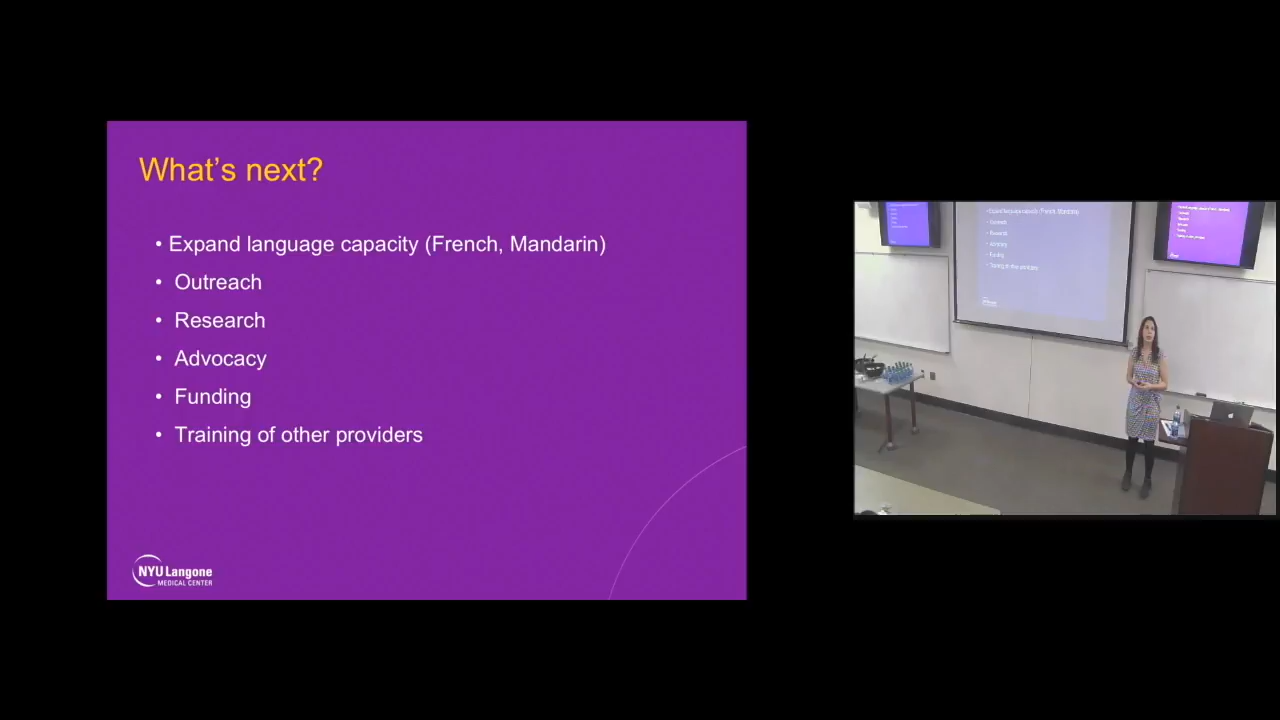 What's next?
• Expand language capacity (French, Mandarin)
• Outreach
• Research
• Advocacy
• Funding
• Training of other providers
NYU Langone
MEDICAL CENTER